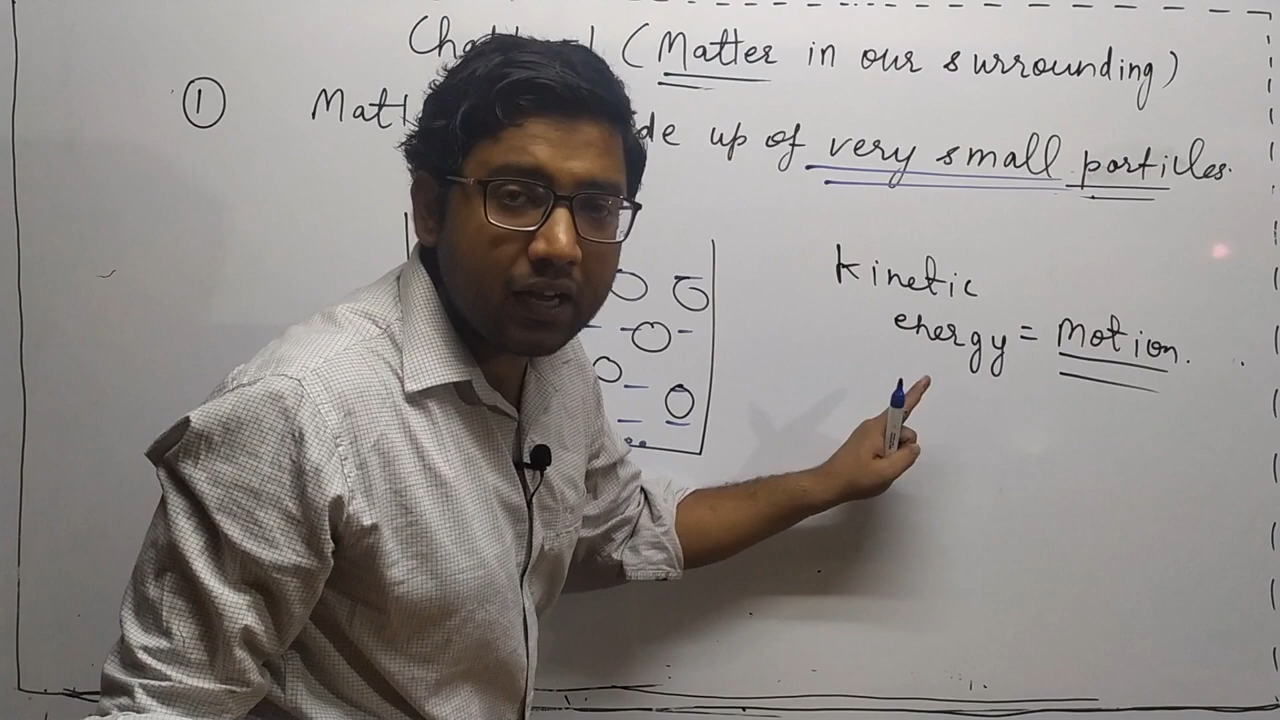 (Matter in our surrounding)
① up of very small particles.
Kinetic
energy = Motion.